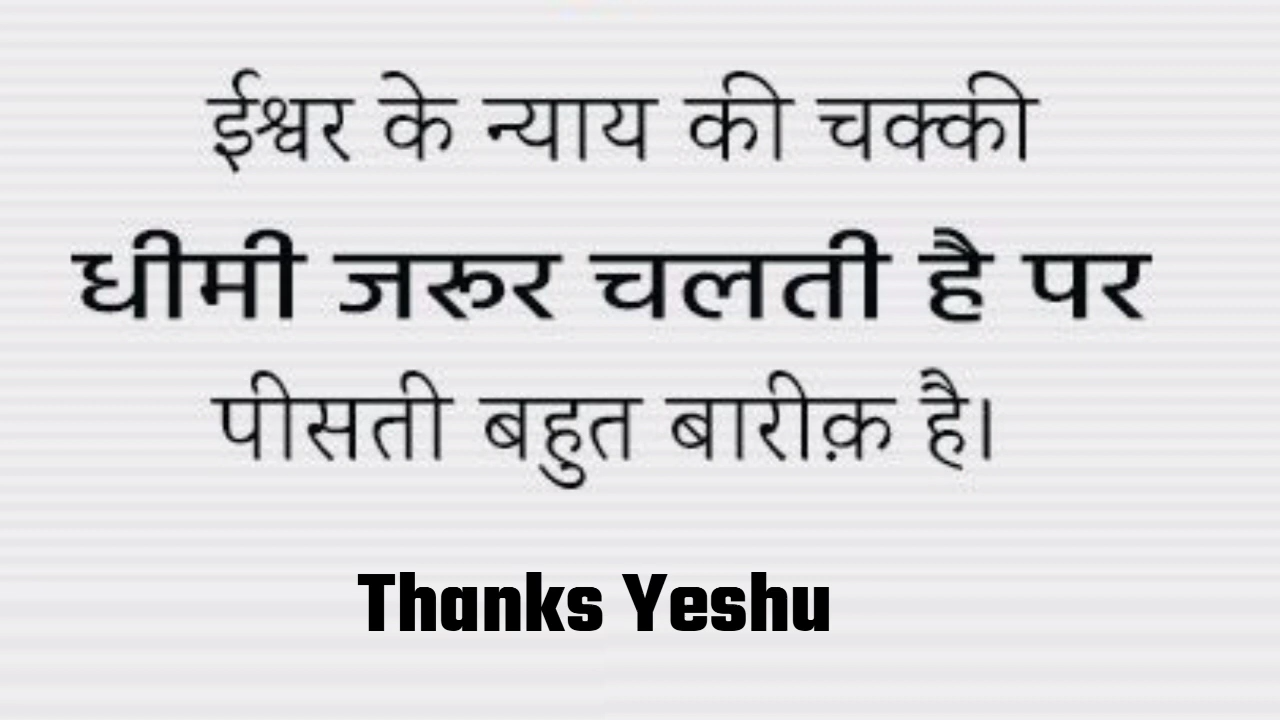 ईश्वर के न्याय की चक्की
धीमी जरूर चलती है पर
पीसती बहुत बारीक़ है।
Thanks Yeshu